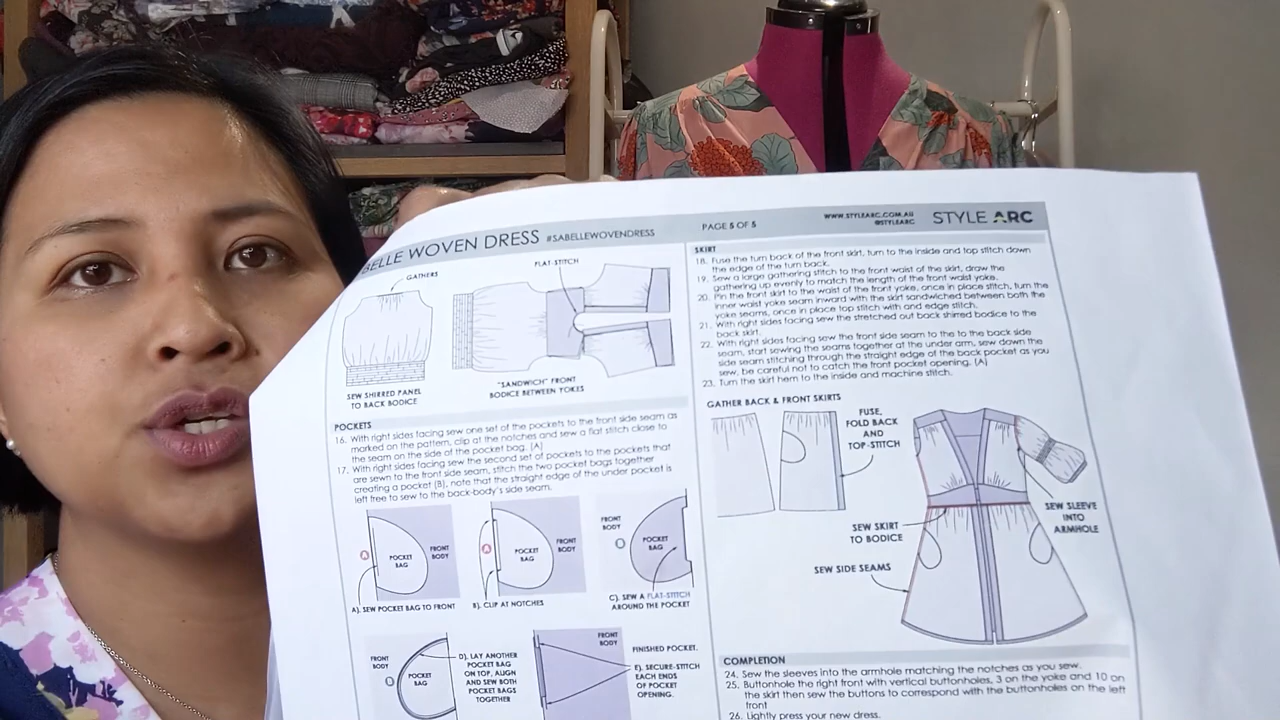 BELLE WOVEN DRESS #SABELLEWOVENDRESS
PAGE 5 OF 5
WWW.STYLEARC.COM.AU
@STYLEARC
STYLE ARC
GATHERS
FLAT-STITCH
SEW SHIRRED PANEL
TO BACK BODICE
"SANDWICH" FRONT
BODICE BETWEEN YOKES
POCKETS
16. With right sides facing sew one set of the pockets to the front side seam as
marked on the pattern, clip at the notches and sew a flat stitch close to
the seam on the side of the pocket bag. (A)
17. With right sides facing sew the second set of pockets to the pockets that
are sewn to the front side seam, stitch the two pocket bags together
creating a pocket (B), note that the straight edge of the under pocket is
left free to sew to the back-body's side seam.
A
POCKET
BAG
FRONT
BODY
A). SEW POCKET BAG TO FRONT
A
POCKET
BAG
FRONT
BODY
B). CLIP AT NOTCHES
FRONT
BODY
POCKET
BAG
C). SEW A FLAT-STITCH
AROUND THE POCKET
FRONT
BODY
POCKET
BAG
D). LAY ANOTHER
POCKET BAG
ON TOP, ALIGN
AND SEW BOTH
POCKET BAGS
TOGETHER
FRONT
BODY
FINISHED POCKET.
E). SECURE-STITCH
EACH ENDS
OF POCKET
OPENING.
SKIRT
18. Fuse the turn back of the front skirt, turn to the inside and top stitch down
the edge of the turn back.
19. Sew a large gathering stitch to the front waist of the skirt, draw the
gathering up evenly to match the length of the front waist yoke.
20. Pin the front skirt to the waist of the front yoke, once in place stitch, turn the
inner waist yoke seam inward with the skirt sandwiched between both the
yoke seams, once in place top stitch with and edge stitch.
21. With right sides facing sew the stretched out back shirred bodice to the
back skirt.
22. With right sides facing sew the front side seam to the to the back side
seam, start sewing the seams together at the under arm, sew down the
side seam stitching through the straight edge of the back pocket as you
sew, be careful not to catch the front pocket opening. (A)
23. Turn the skirt hem to the inside and machine stitch.
GATHER BACK & FRONT SKIRTS
FUSE,
FOLD BACK
AND
TOP-STITCH
SEW SKIRT
TO BODICE
SEW SLEEVE
INTO
ARMHOLE
SEW SIDE SEAMS
COMPLETION
24. Sew the sleeves into the armhole matching the notches as you sew.
25. Buttonhole the right front with vertical buttonholes, 3 on the yoke and 10 on
the skirt then sew the buttons to correspond with the buttonholes on the left
front
26. Lightly press your new dress.